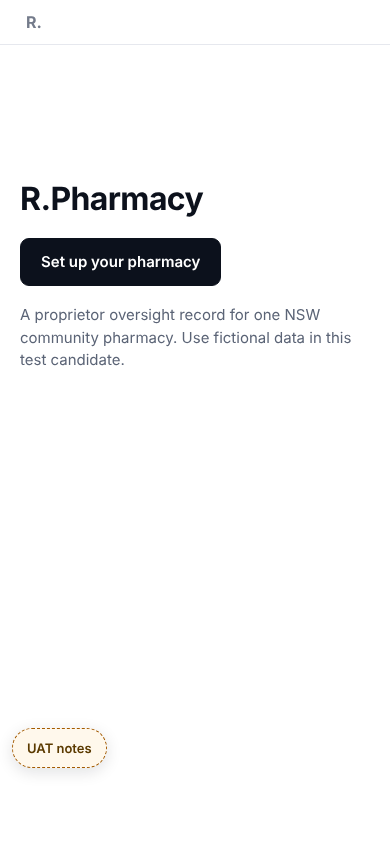 R.
R.Pharmacy
Set up your pharmacy
A proprietor oversight record for one NSW
community pharmacy. Use fictional data in this
test candidate.
UAT notes